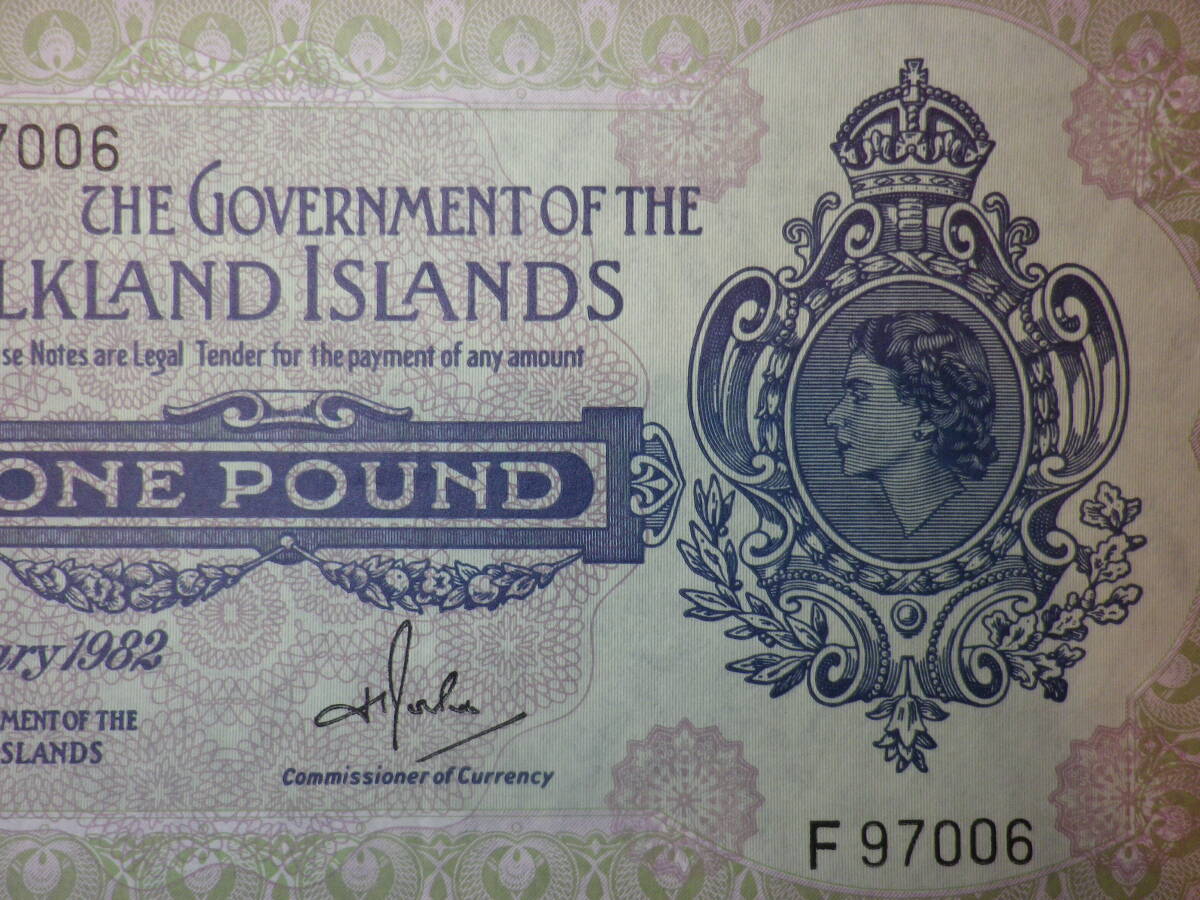 7006
THE GOVERNMENT OF THE
LKLAND ISLANDS
se Notes are Legal Tender for the payment of any amount
ONE POUND
ary 1982
MENT OF THE
SLANDS
Commissioner of Currency
F 97006